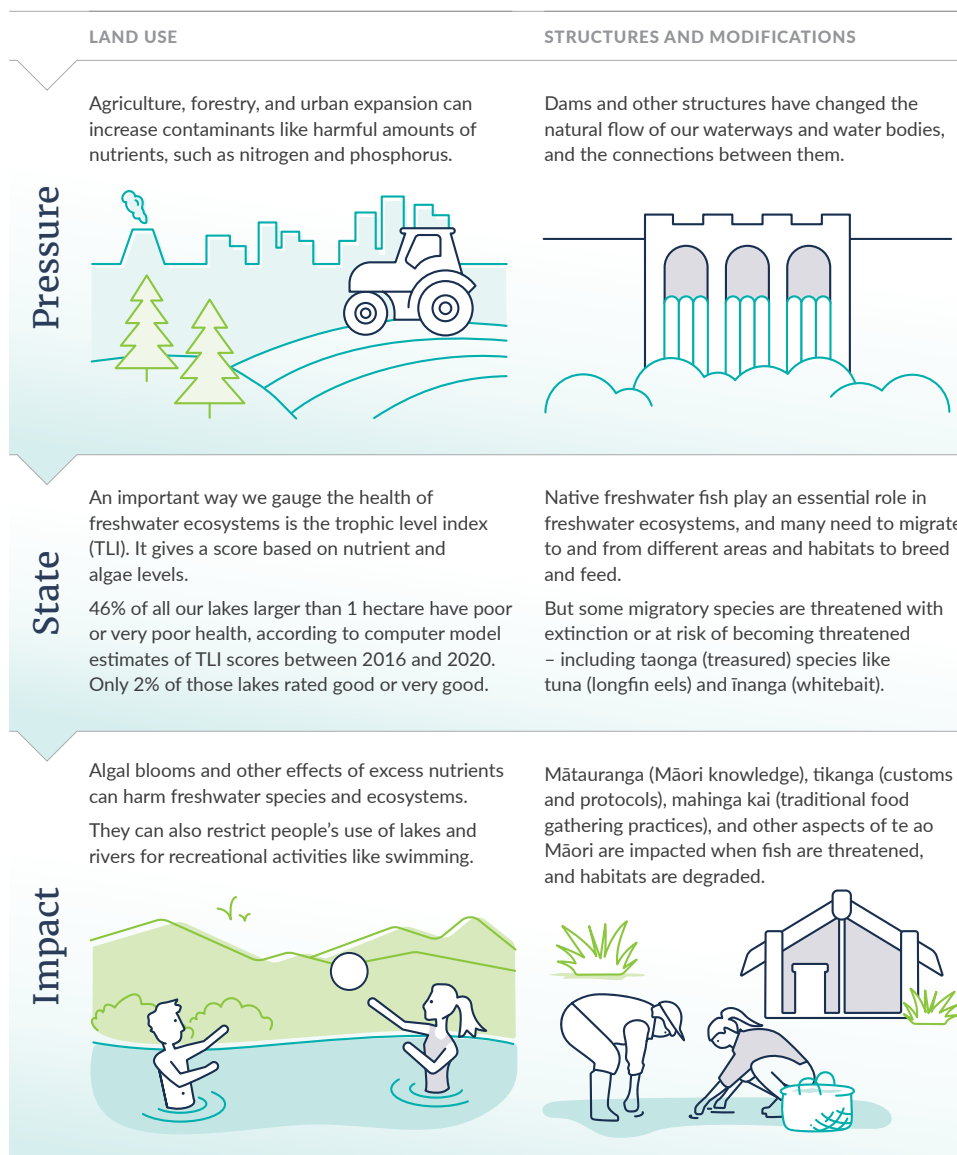 LAND USE
STRUCTURES AND MODIFICATIONS
Pressure
Agriculture, forestry, and urban expansion can
increase contaminants like harmful amounts of
nutrients, such as nitrogen and phosphorus.
Dams and other structures have changed the
natural flow of our waterways and water bodies,
and the connections between them.
State
An important way we gauge the health of
freshwater ecosystems is the trophic level index
(TLI). It gives a score based on nutrient and
algae levels.
46% of all our lakes larger than 1 hectare have poor
or very poor health, according to computer model
estimates of TLI scores between 2016 and 2020.
Only 2% of those lakes rated good or very good.
Native freshwater fish play an essential role in
freshwater ecosystems, and many need to migrate
to and from different areas and habitats to breed
and feed.
But some migratory species are threatened with
extinction or at risk of becoming threatened
– including taonga (treasured) species like
tuna (longfin eels) and īnanga (whitebait).
Impact
Algal blooms and other effects of excess nutrients
can harm freshwater species and ecosystems.
They can also restrict people's use of lakes and
rivers for recreational activities like swimming.
Mātauranga (Māori knowledge), tikanga (customs
and protocols), mahinga kai (traditional food
gathering practices), and other aspects of te ao
Māori are impacted when fish are threatened,
and habitats are degraded.